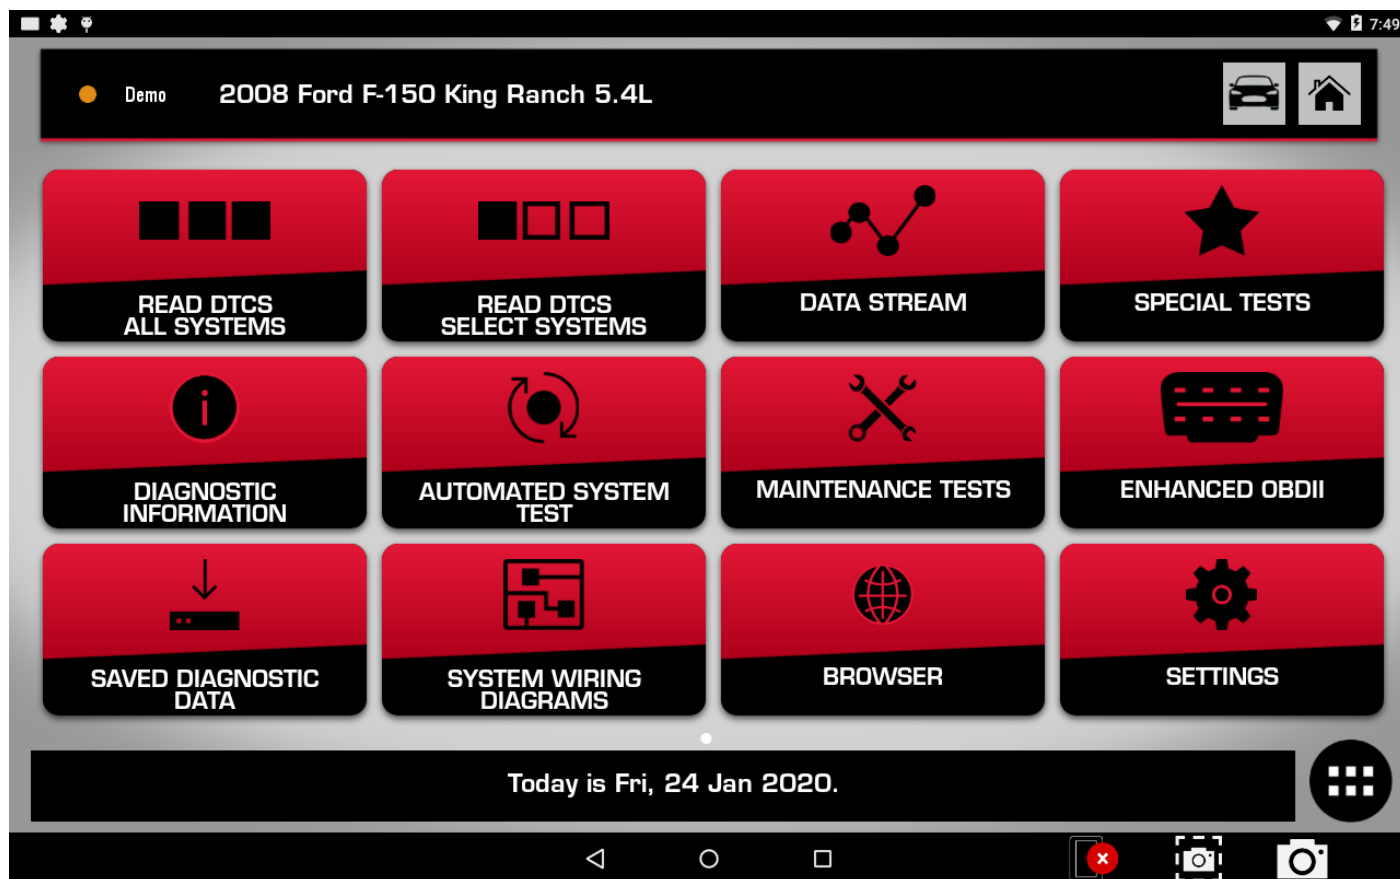 7:49
Demo 2008 Ford F-150 King Ranch 5.4L
READ DTCS
ALL SYSTEMS
READ DTCS
SELECT SYSTEMS
DATA STREAM
SPECIAL TESTS
DIAGNOSTIC
INFORMATION
AUTOMATED SYSTEM
TEST
MAINTENANCE TESTS
ENHANCED OBDII
SAVED DIAGNOSTIC
DATA
SYSTEM WIRING
DIAGRAMS
BROWSER
SETTINGS
Today is Fri, 24 Jan 2020.